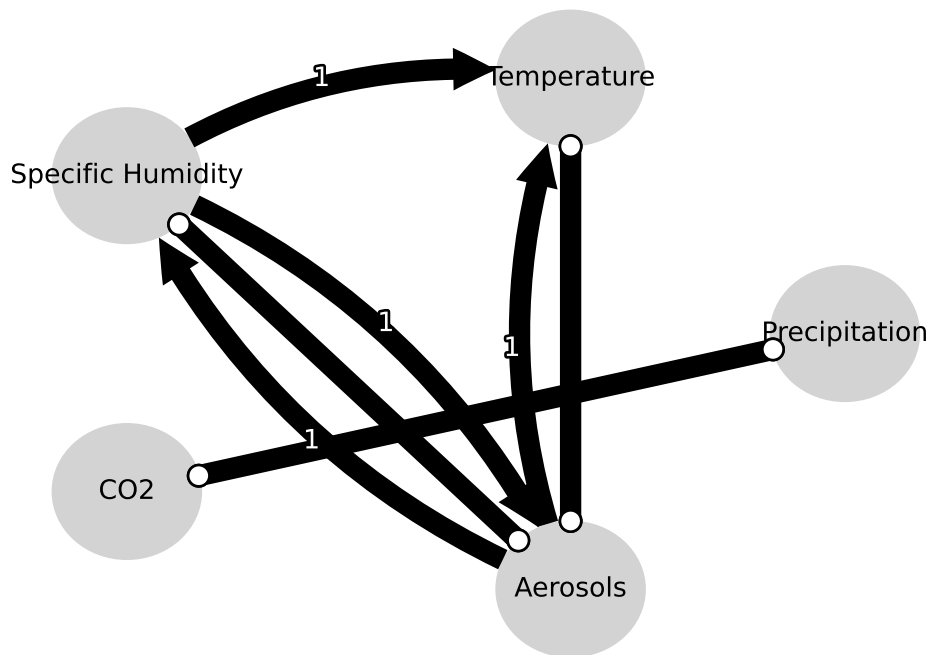 Temperature
1
Specific Humidity
1
Precipitation
1
1
CO2
Aerosols